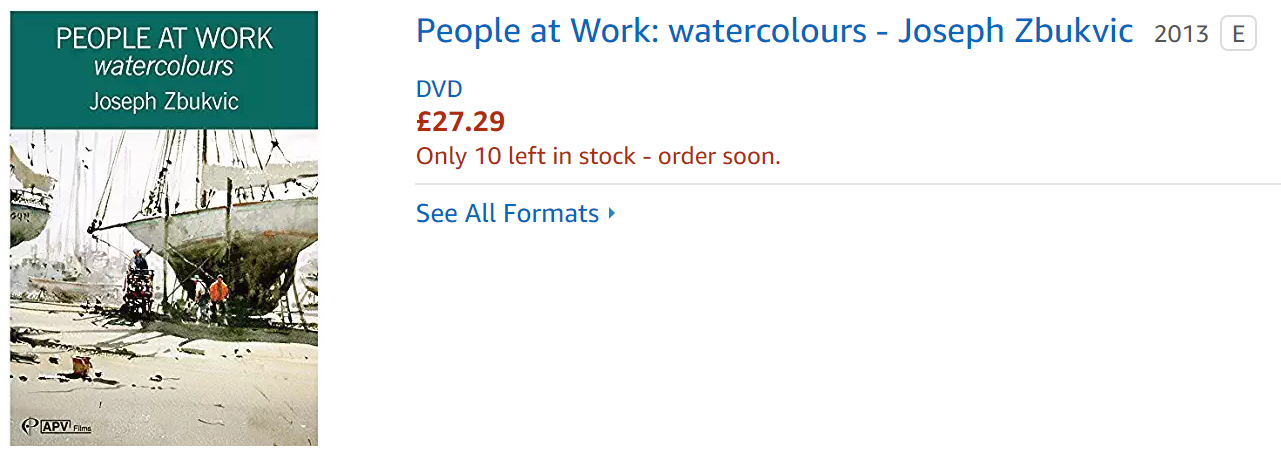 PEOPLE AT WORK
watercolours
Joseph Zbukvic
APV Films
People at Work: watercolours - Joseph Zbukvic 2013 E
DVD
£27.29
Only 10 left in stock - order soon.
See All Formats